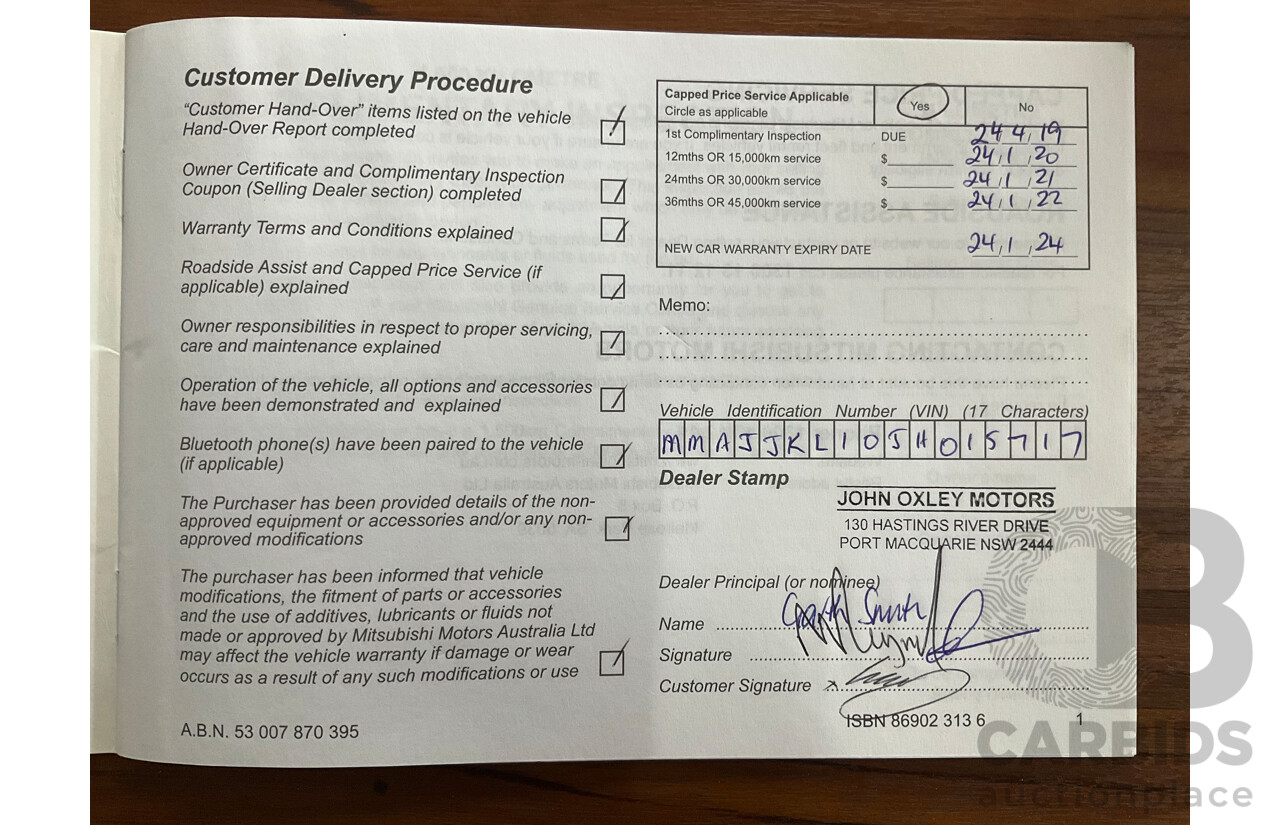 Customer Delivery Procedure
“Customer Hand-Over” items listed on the vehicle
Hand-Over Report completed
Owner Certificate and Complimentary Inspection
Coupon (Selling Dealer section) completed
Warranty Terms and Conditions explained
Roadside Assist and Capped Price Service (if
applicable) explained
Owner responsibilities in respect to proper servicing,
care and maintenance explained
Operation of the vehicle, all options and accessories
have been demonstrated and explained
Bluetooth phone(s) have been paired to the vehicle
(if applicable)
The Purchaser has been provided details of the non-
approved equipment or accessories and/or any non-
approved modifications
The purchaser has been informed that vehicle
modifications, the fitment of parts or accessories
and the use of additives, lubricants or fluids not
made or approved by Mitsubishi Motors Australia Ltd
may affect the vehicle warranty if damage or wear
occurs as a result of any such modifications or use
A.B.N. 53 007 870 395
Capped Price Service Applicable
Circle as applicable Yes No
1st Complimentary Inspection DUE 24 4 19
12mths OR 15,000km service $ 24 1 20
24mths OR 30,000km service $ 24 1 21
36mths OR 45,000km service $ 24 1 22
NEW CAR WARRANTY EXPIRY DATE 24 1 24
Memo:
Vehicle Identification Number (VIN) (17 Characters)
MMAJJKL10JH015717
Dealer Stamp
JOHN OXLEY MOTORS
130 HASTINGS RIVER DRIVE
PORT MACQUARIE NSW 2444
Dealer Principal (or nominee)
Name Garth Smith
Signature
Customer Signature x
ISBN 86902 313 6 1
CARBIDS
auctionplace